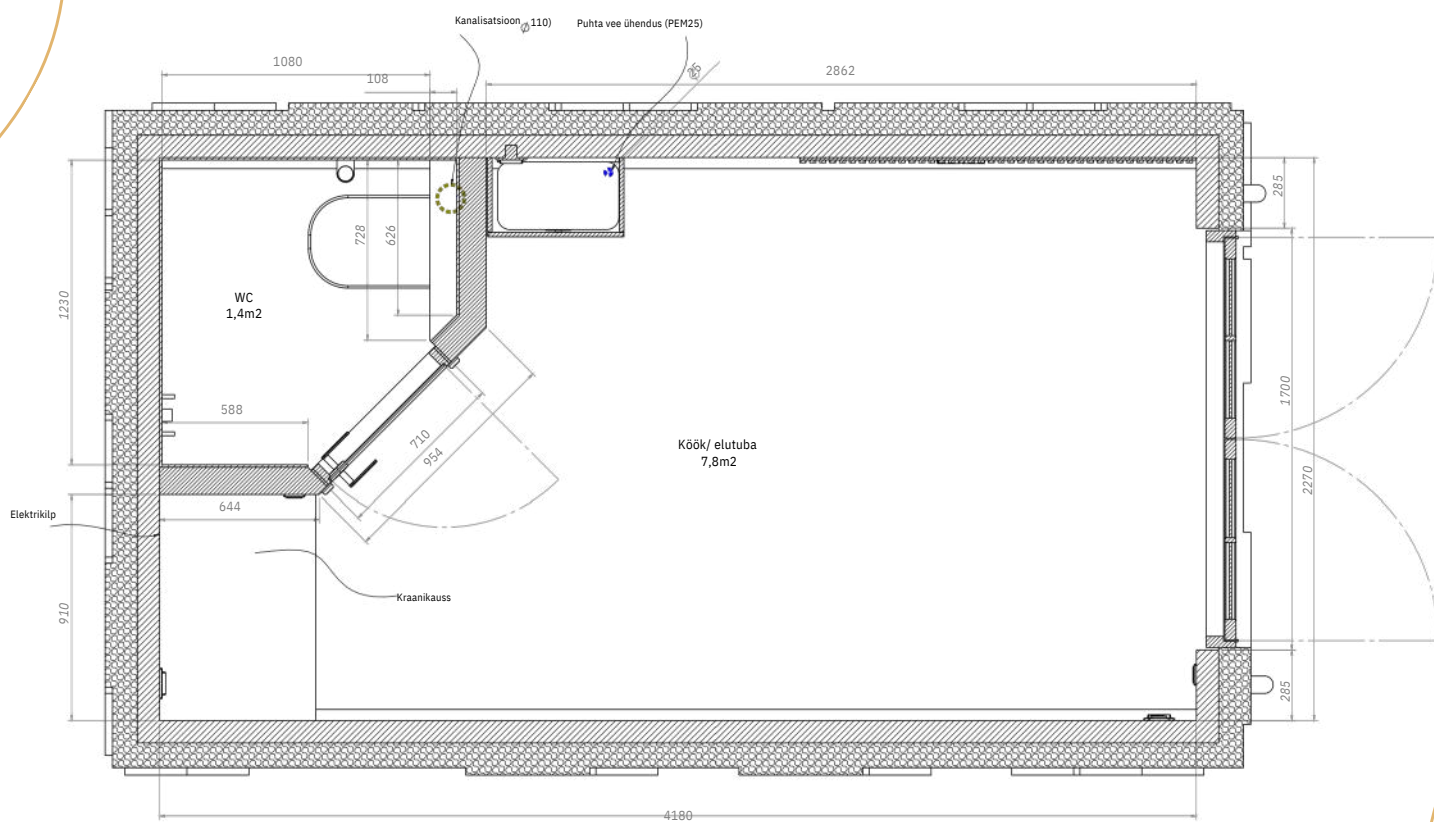 Kanalisatsioon ∅ 110)
Puhta vee ühendus (PEM25)
1080
108
2862
285
728
626
1230
WC
1,4m2
588
710
954
Köök/ elutuba
7,8m2
1700
2270
644
Elektrikilp
Kraanikauss
910
285
4180